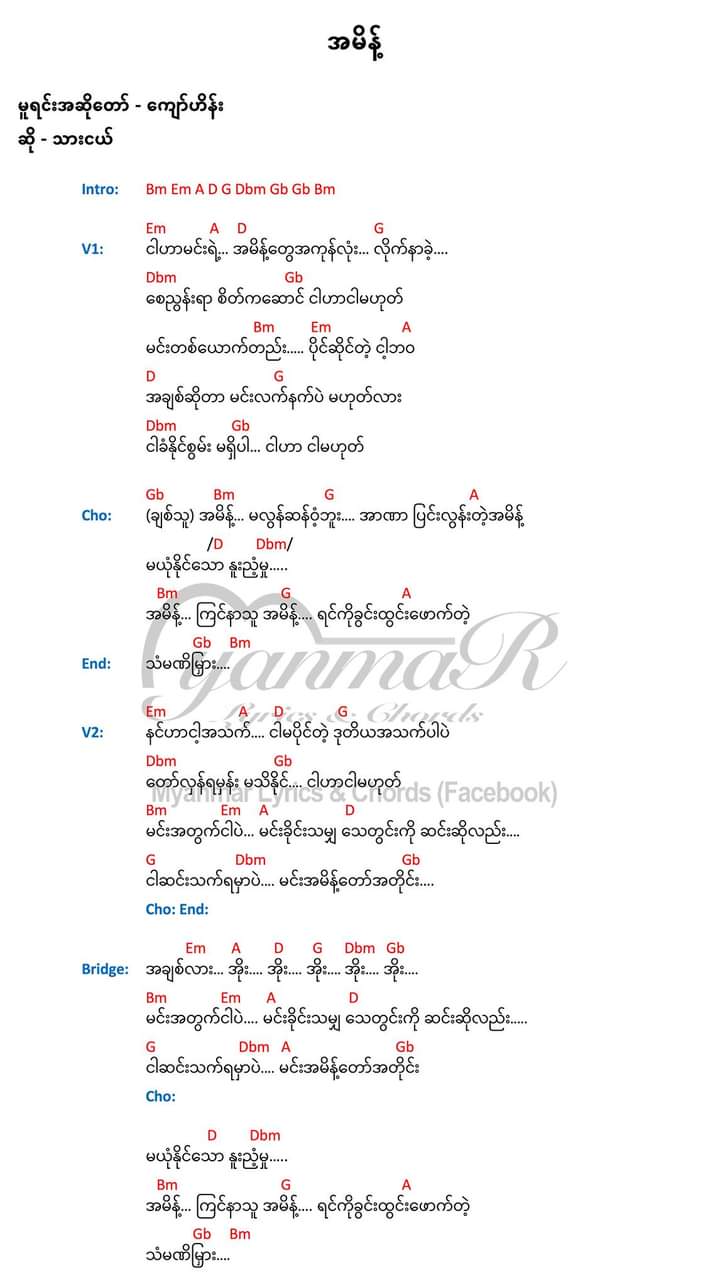 အမိန့်
မူရင်းအဆိုတော် - ကျော်ဟိန်း
ဆို - သားငယ်
Intro: Bm Em A D G Dbm Gb Gb Bm
Em A D G
V1: ငါဟာမင်းရဲ့... အမိန့်တွေအကုန်လုံး... လိုက်နာခဲ့....
Dbm Gb
စေညွှန်းရာ စိတ်ကဆောင် ငါဟာငါမဟုတ်
Bm Em A
မင်းတစ်ယောက်တည်း..... ပိုင်ဆိုင်တဲ့ ငါ့ဘဝ
D G
အချစ်ဆိုတာ မင်းလက်နက်ပဲ မဟုတ်လား
Dbm Gb
ငါခံနိုင်စွမ်း မရှိပါ... ငါဟာ ငါမဟုတ်
Gb Bm G A
Cho: (ချစ်သူ) အမိန့်... မလွန်ဆန်ဝံ့ဘူး.... အာဏာ ပြင်းလွန်းတဲ့အမိန့်
/D Dbm/
မယုံနိုင်သော နူးညံ့မှု.....
Bm G A
အမိန့်... ကြင်နာသူ အမိန့်.... ရင်ကိုခွင်းထွင်းဖောက်တဲ့
Gb Bm
End: သံမဏိမြှား....
MyanmaR
Lyrics & Chords
Em A D G
V2: နင်ဟာငါ့အသက်.... ငါမပိုင်တဲ့ ဒုတိယအသက်ပါပဲ
Dbm Gb
တော်လှန်ရမှန်း မသိနိုင်.... ငါဟာငါမဟုတ်
Myanmar Lyrics & Chords (Facebook)
Bm Em A D
မင်းအတွက်ငါပဲ... မင်းခိုင်းသမျှ သေတွင်းကို ဆင်းဆိုလည်း....
G Dbm Gb
ငါဆင်းသက်ရမှာပဲ.... မင်းအမိန့်တော်အတိုင်း....
Cho: End:
Em A D G Dbm Gb
Bridge: အချစ်လား... အိုး.... အိုး.... အိုး.... အိုး.... အိုး....
Bm Em A D
မင်းအတွက်ငါပဲ.... မင်းခိုင်းသမျှ သေတွင်းကို ဆင်းဆိုလည်း.....
G Dbm A Gb
ငါဆင်းသက်ရမှာပဲ.... မင်းအမိန့်တော်အတိုင်း
Cho:
D Dbm
မယုံနိုင်သော နူးညံ့မှု.....
Bm G A
အမိန့်... ကြင်နာသူ အမိန့်.... ရင်ကိုခွင်းထွင်းဖောက်တဲ့
Gb Bm
သံမဏိမြှား....